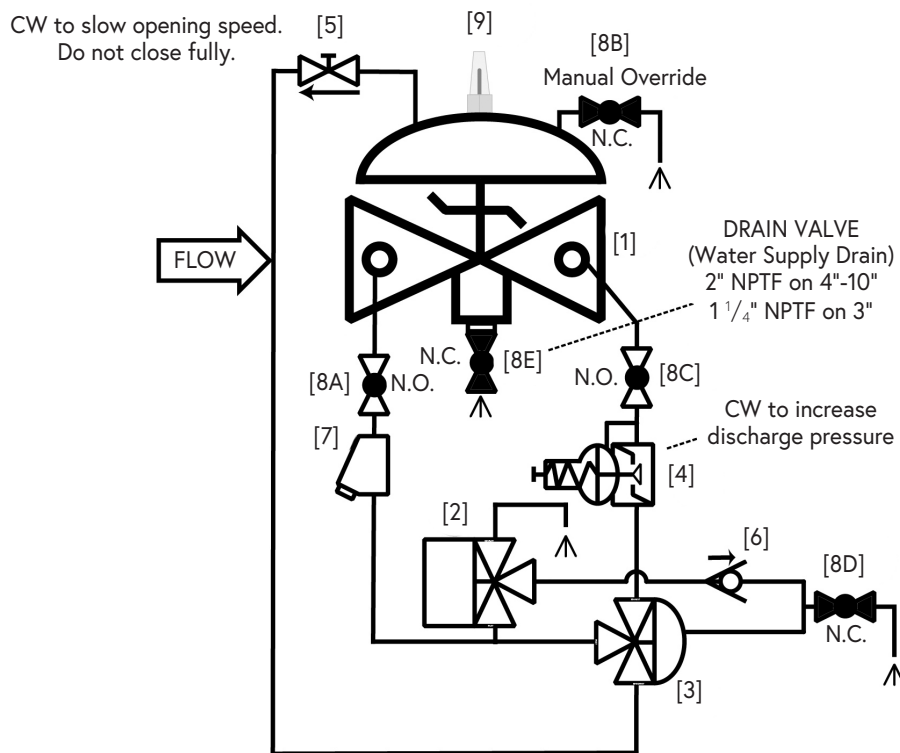 CW to slow opening speed.
Do not close fully.
[5]
[9]
[8B]
Manual Override
N.C.
FLOW
[1]
DRAIN VALVE
(Water Supply Drain)
2" NPTF on 4"-10"
1 1/4" NPTF on 3"
N.C.
[8E]
[8A]
N.O.
N.O.
[8C]
CW to increase
discharge pressure
[7]
[4]
[2]
[6]
[8D]
N.C.
[3]